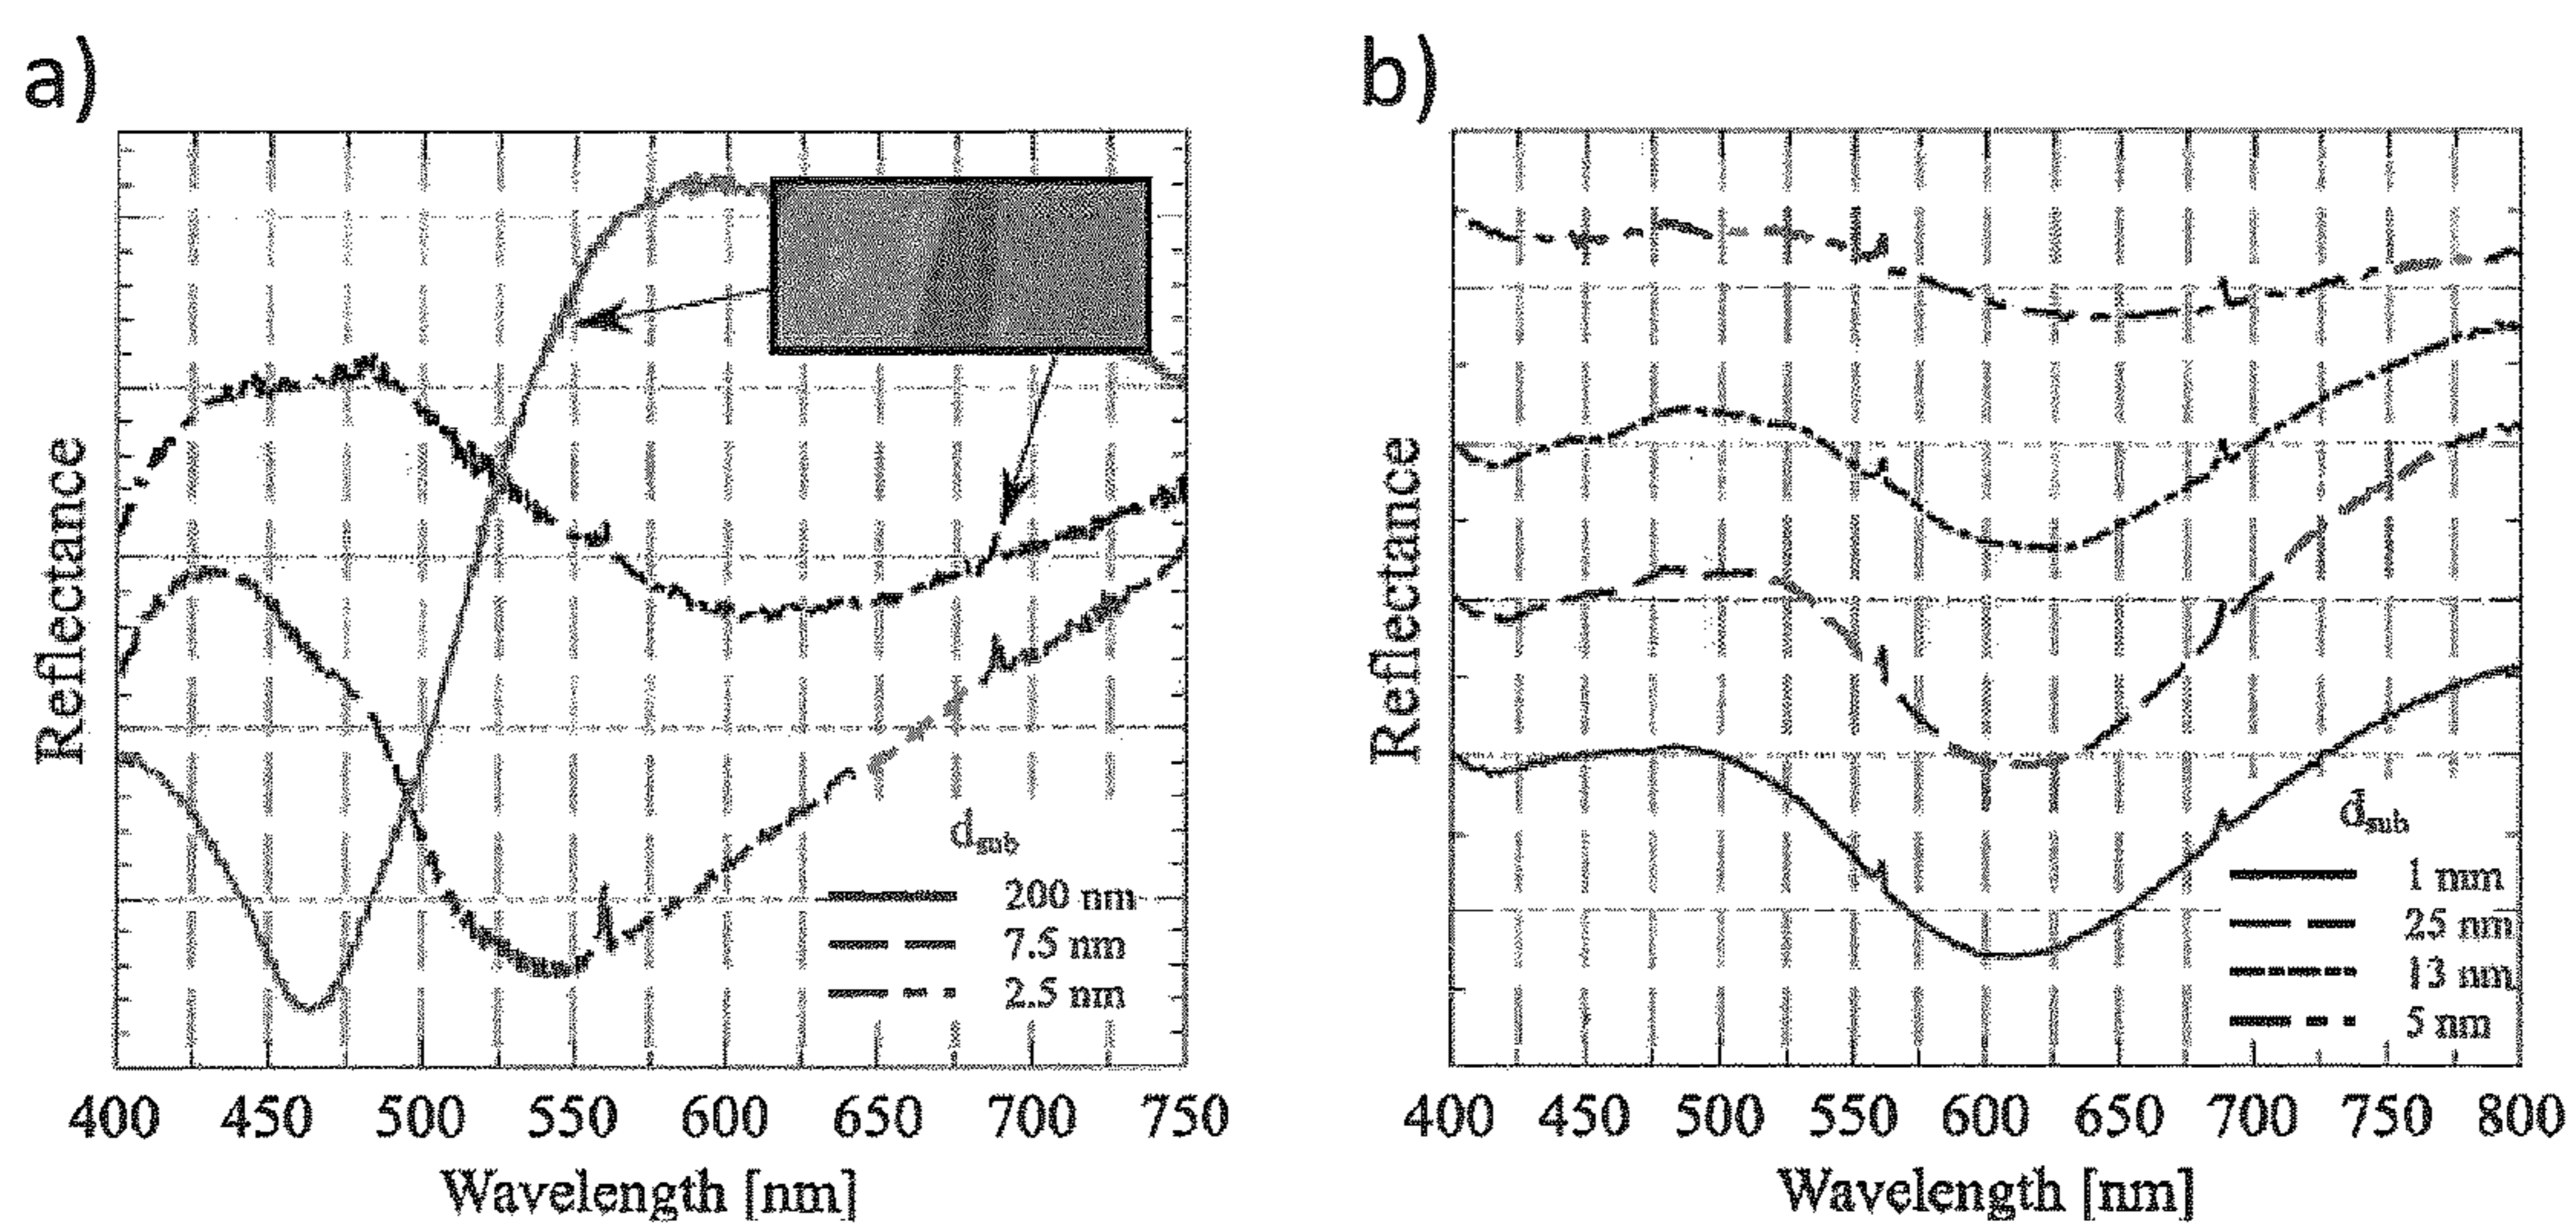 a)
Reflectance
d_sub
200 nm
7.5 nm
2.5 nm
400 450 500 550 600 650 700 750
Wavelength [nm]
b)
Reflectance
d_sub
1 mm
25 nm
13 nm
5 nm
400 450 500 550 600 650 700 750 800
Wavelength [nm]